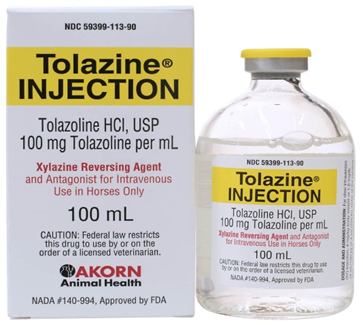 NDC 59399-113-90
Tolazine®
INJECTION
Tolazoline HCl, USP
100 mg Tolazoline per mL
Xylazine Reversing Agent
and Antagonist for Intravenous
Use in Horses Only
100 mL
CAUTION: Federal law restricts
this drug to use by or on the
order of a licensed veterinarian.
AKORN
Animal Health
NADA #140-994, Approved by FDA
NDC 59399-113-90
Tolazine®
INJECTION
Tolazoline HCl, USP
100 mg Tolazoline per mL
Xylazine Reversing Agent and Antagonist
for Intravenous Use in Horses Only
100 mL
CAUTION: Federal law restricts this drug to
use by or on the order of a licensed
veterinarian.
NADA #140-994, Approved by FDA
AKORN
Animal Health